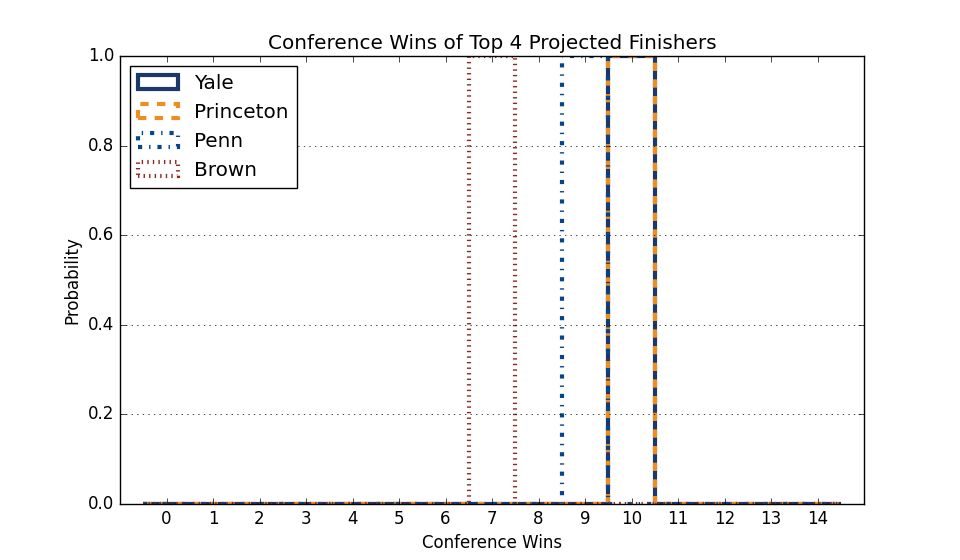 Conference Wins of Top 4 Projected Finishers
1.0
Yale
Princeton
Penn
Brown
0.8
0.6
0.4
0.2
0.0
Probability
0 1 2 3 4 5 6 7 8 9 10 11 12 13 14
Conference Wins